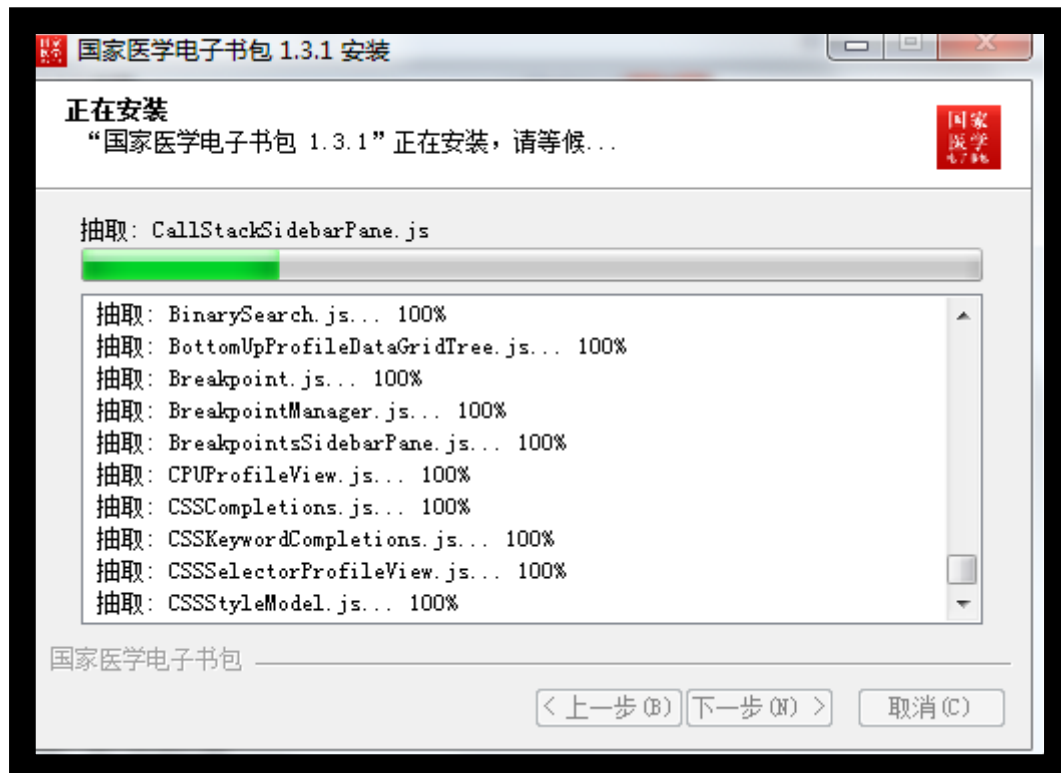 国家医学电子书包 1.3.1 安装
正在安装
“国家医学电子书包 1.3.1”正在安装，请等候...
国家
医学
电子书包
抽取: CallStackSidebarPane.js
抽取: BinarySearch.js... 100%
抽取: BottomUpProfileDataGridTree.js... 100%
抽取: Breakpoint.js... 100%
抽取: BreakpointManager.js... 100%
抽取: BreakpointsSidebarPane.js... 100%
抽取: CPUProfileView.js... 100%
抽取: CSSCompletions.js... 100%
抽取: CSSKeywordCompletions.js... 100%
抽取: CSSSelectorProfileView.js... 100%
抽取: CSSStyleModel.js... 100%
国家医学电子书包
< 上一步(B) 下一步(N) > 取消(C)